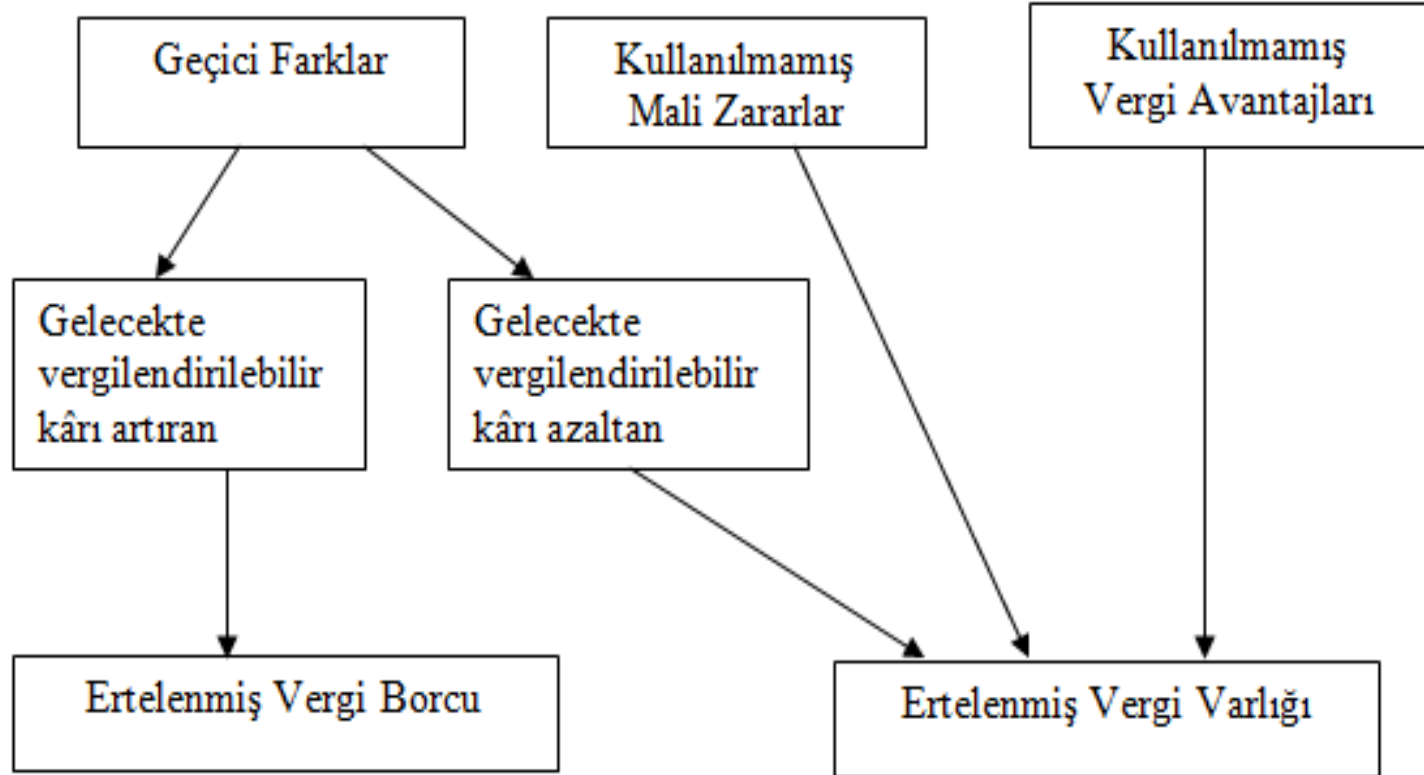 Geçici Farklar
Kullanılmamış
Mali Zararlar
Kullanılmamış
Vergi Avantajları
Gelecekte
vergilendirilebilir
kârı artıran
Gelecekte
vergilendirilebilir
kârı azaltan
Ertelenmiş Vergi Borcu
Ertelenmiş Vergi Varlığı